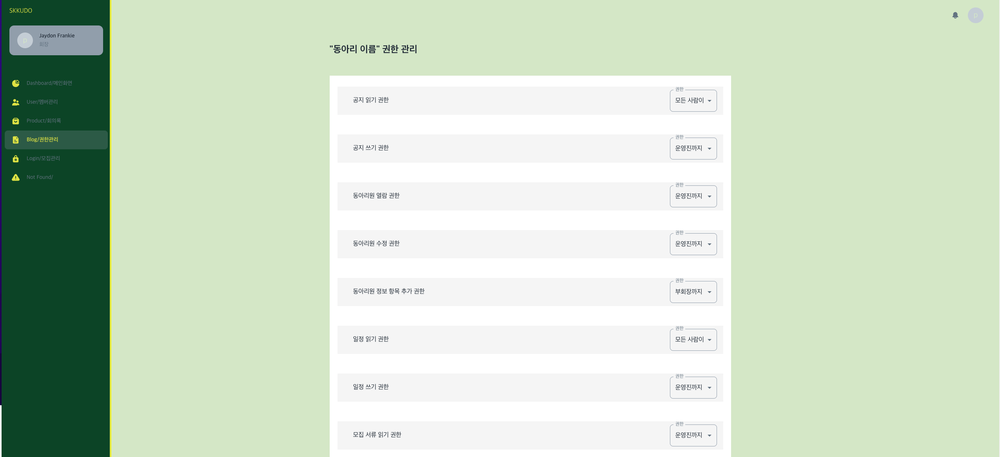 SKKUDO
p
Jaydon Frankie
회장
Dashboard/메인화면
User/멤버관리
Product/회의록
Blog/권한관리
Login/모집관리
Not Found/
p
"동아리 이름" 권한 관리
공지 읽기 권한
권한
모든 사람이
공지 쓰기 권한
권한
운영진까지
동아리원 열람 권한
권한
운영진까지
동아리원 수정 권한
권한
운영진까지
동아리원 정보 항목 추가 권한
권한
부회장까지
일정 읽기 권한
권한
모든 사람이
일정 쓰기 권한
권한
운영진까지
모집 서류 읽기 권한
권한
운영진까지